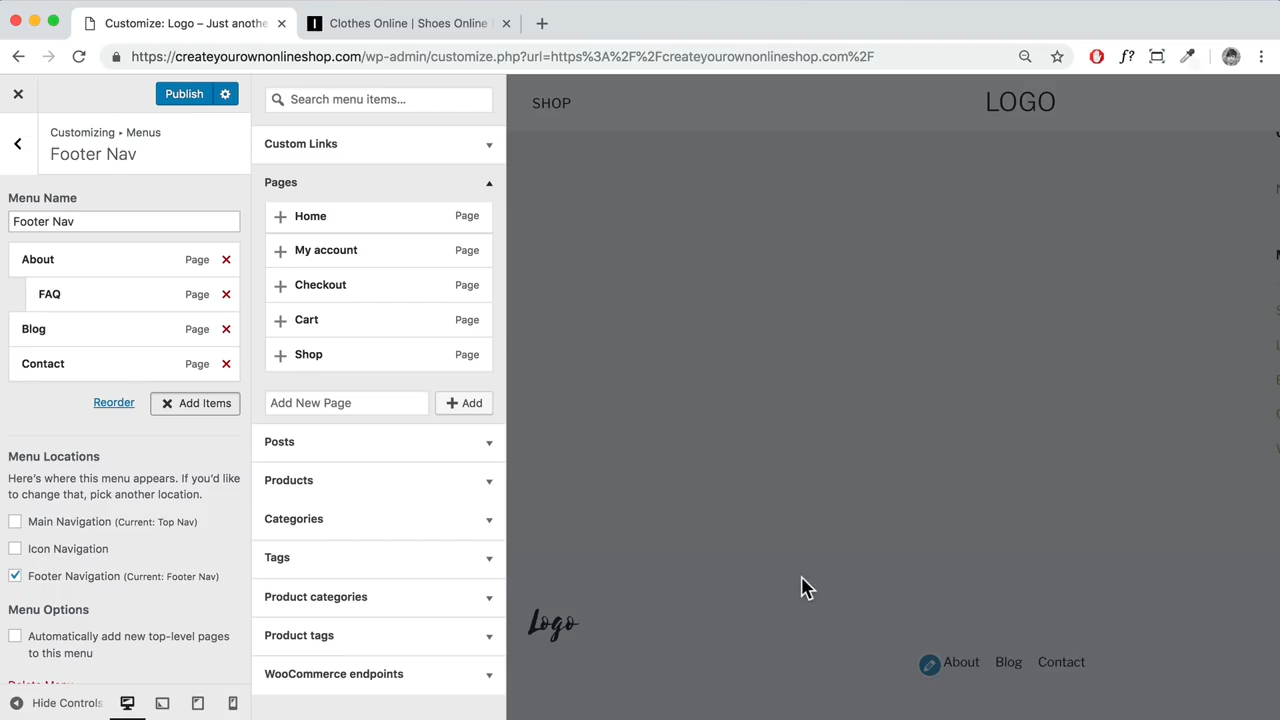 Customize: Logo – Just anothe
Clothes Online | Shoes Online |
https://createyourownonlineshop.com/wp-admin/customize.php?url=https%3A%2F%2Fcreateyourownonlineshop.com%2F
f?
Publish
Customizing ▸ Menus
Footer Nav
Menu Name
Footer Nav
About Page
FAQ Page
Blog Page
Contact Page
Reorder Add Items
Menu Locations
Here's where this menu appears. If you'd like
to change that, pick another location.
Main Navigation (Current: Top Nav)
Icon Navigation
Footer Navigation (Current: Footer Nav)
Menu Options
Automatically add new top-level pages
to this menu
Delete Menu
Hide Controls
Search menu items...
Custom Links
Pages
Home Page
My account Page
Checkout Page
Cart Page
Shop Page
Add New Page Add
Posts
Products
Categories
Tags
Product categories
Product tags
WooCommerce endpoints
SHOP LOGO
Logo
About Blog Contact